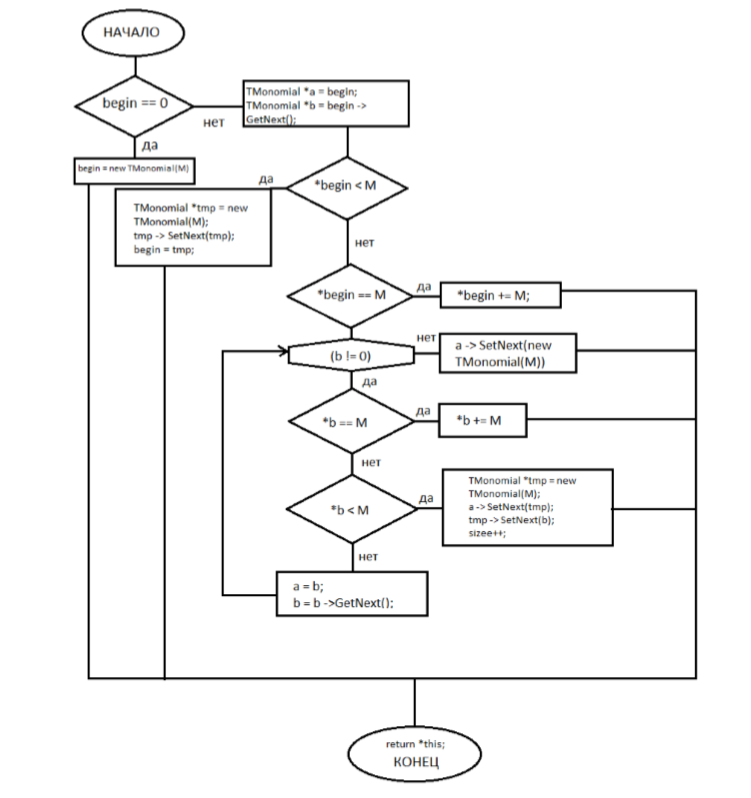 НАЧАЛО
begin == 0
нет
да
TMonomial *a = begin;
TMonomial *b = begin ->
GetNext();
begin = new TMonomial(M)
да
*begin < M
нет
TMonomial *tmp = new
TMonomial(M);
tmp -> SetNext(tmp);
begin = tmp;
*begin == M
да
*begin += M;
(b != 0)
нет
a -> SetNext(new
TMonomial(M))
да
*b == M
да
*b += M
нет
*b < M
да
TMonomial *tmp = new
TMonomial(M);
a -> SetNext(tmp);
tmp -> SetNext(b);
sizee++;
нет
a = b;
b = b ->GetNext();
return *this;
КОНЕЦ